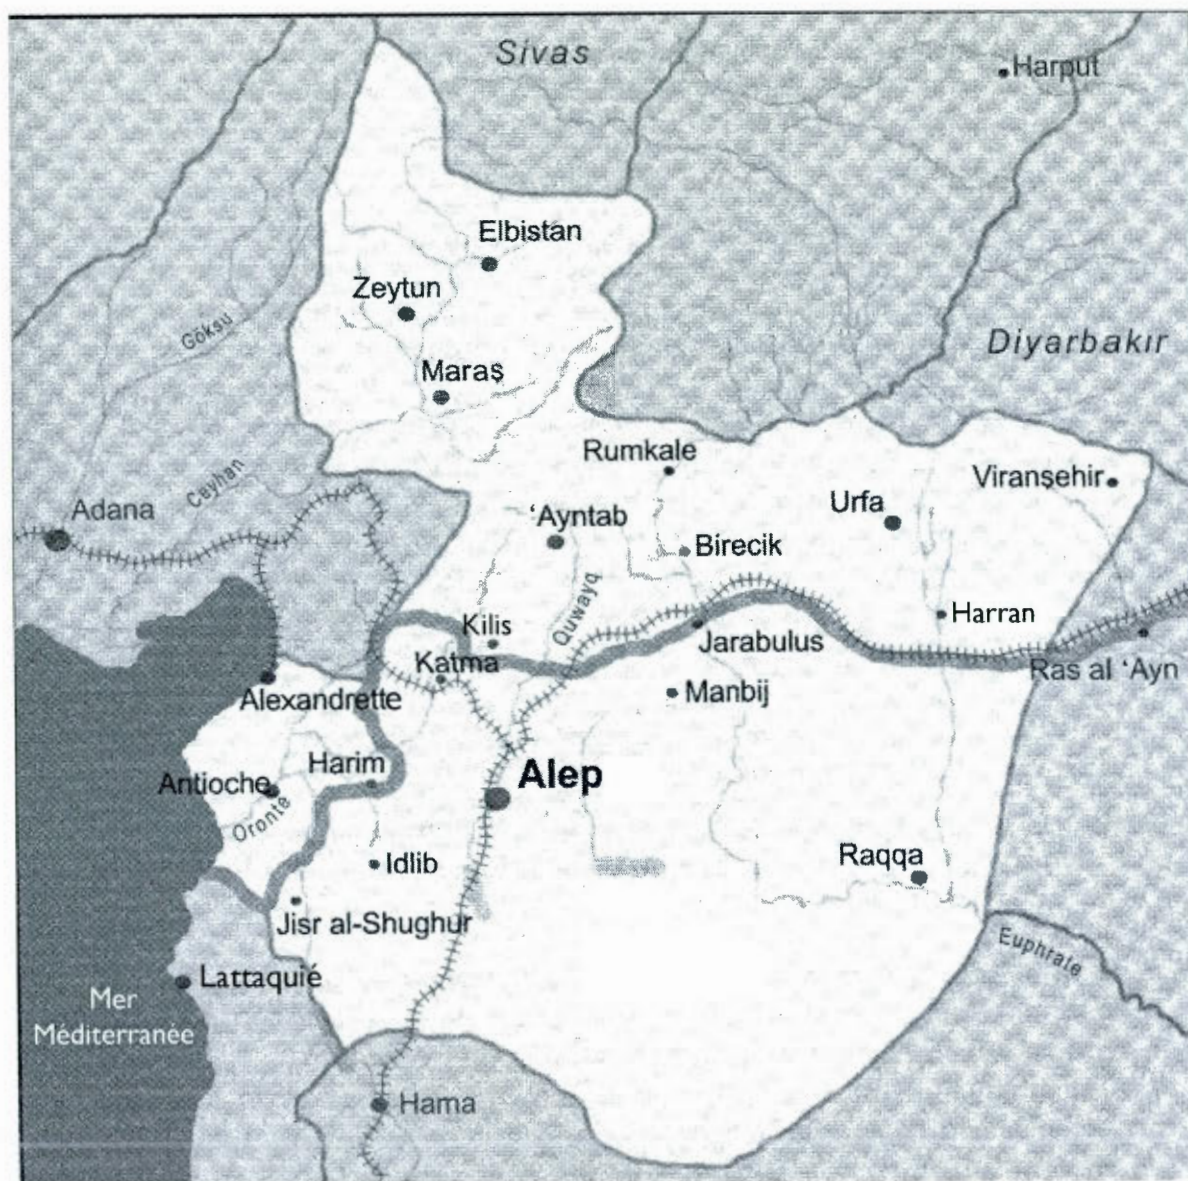 Sivas
Harput
Elbistan
Zeytun
Göksu
Diyarbakır
Maraş
Rumkale
Viranşehir
Ceyhan
Urfa
Adana
'Ayntab
Birecik
Quwayq
Harran
Kilis
Jarabulus
Katma
Ras al 'Ayn
Alexandrette
Manbij
Harim
Alep
Antioche
Oronte
Idlib
Raqqa
Jisr al-Shughur
Euphrate
Lattaquié
Mer
Méditerranée
Hama